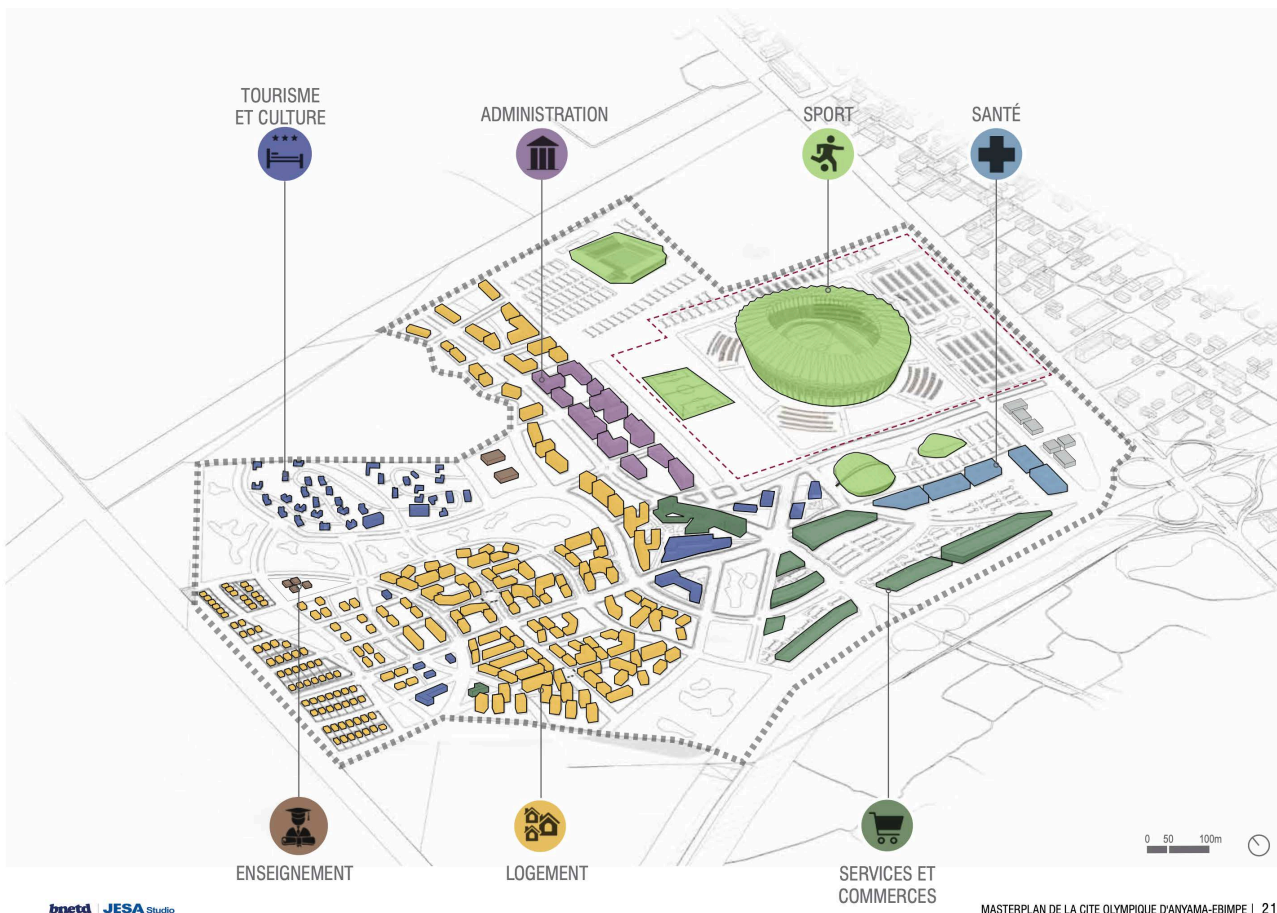 TOURISME
ET CULTURE
ADMINISTRATION
SPORT
SANTÉ
ENSEIGNEMENT
LOGEMENT
SERVICES ET
COMMERCES
0 50 100m
bnetd | JESA Studio
MASTERPLAN DE LA CITE OLYMPIQUE D'ANYAMA-EBIMPE | 21